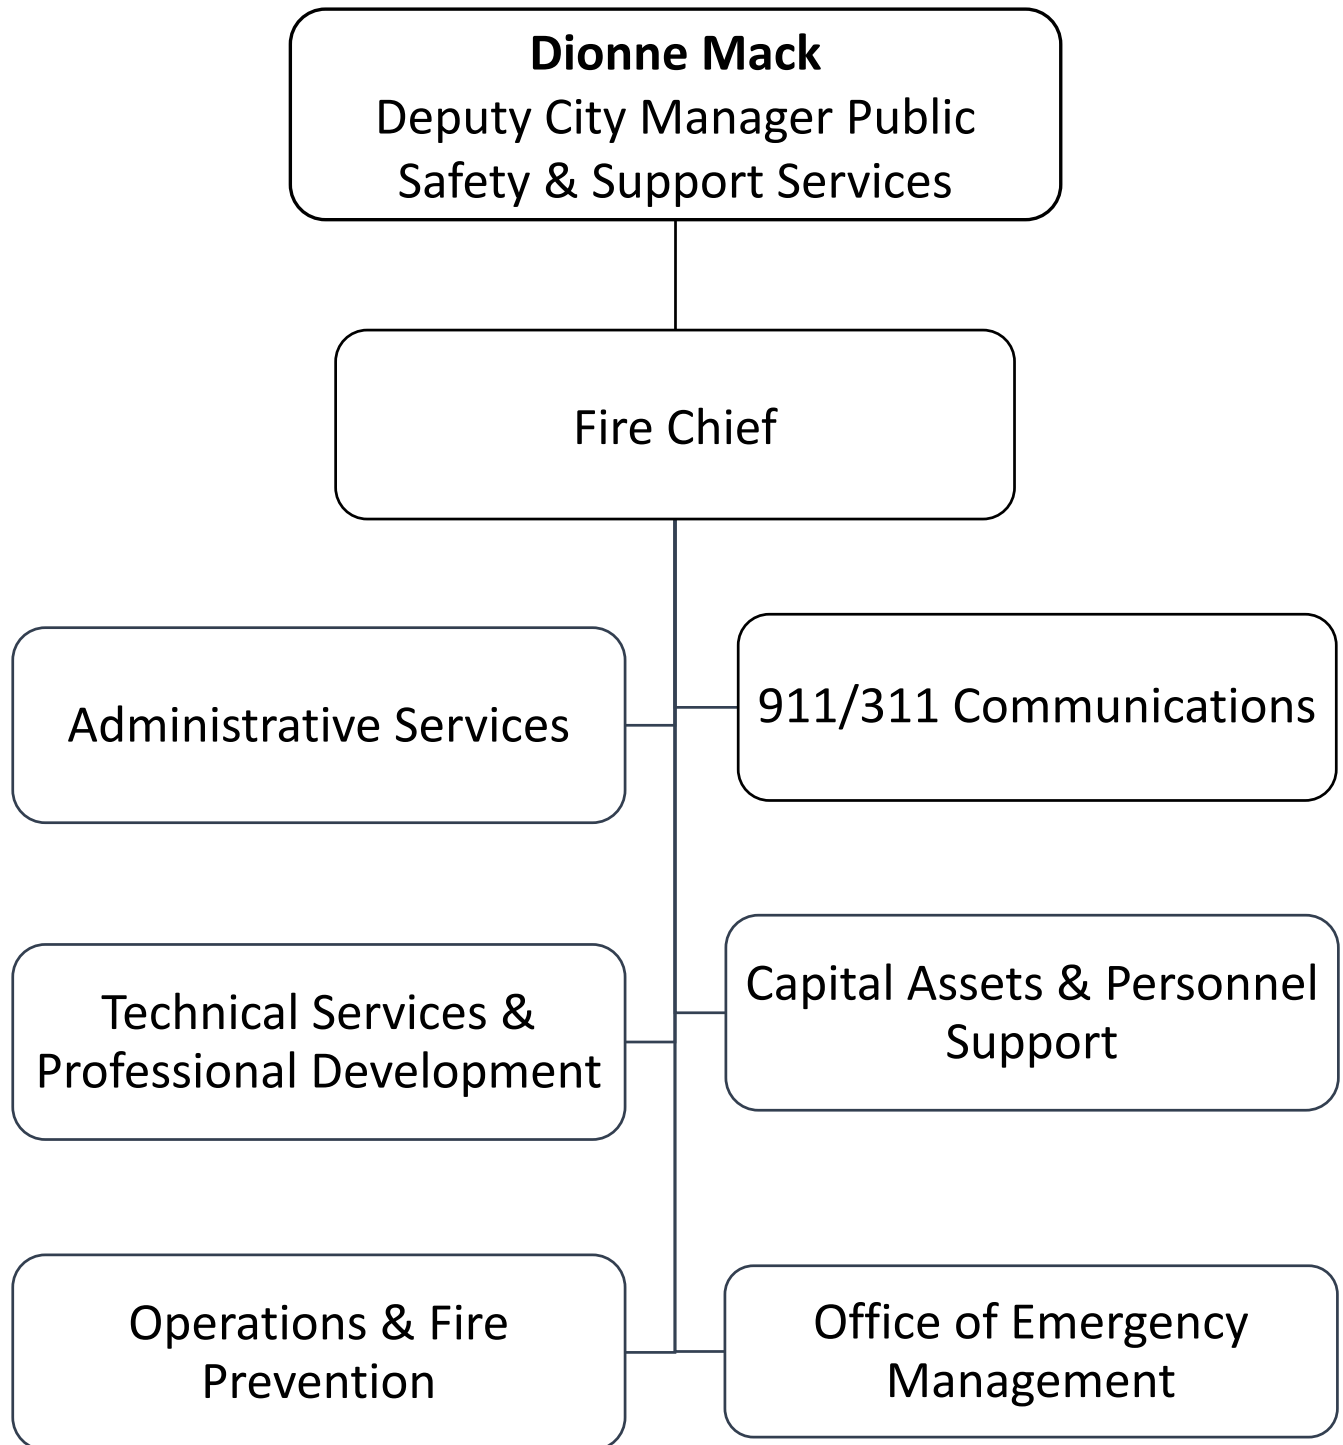 Dionne Mack
Deputy City Manager Public
Safety & Support Services
Fire Chief
Administrative Services
911/311 Communications
Technical Services &
Professional Development
Capital Assets & Personnel
Support
Operations & Fire
Prevention
Office of Emergency
Management